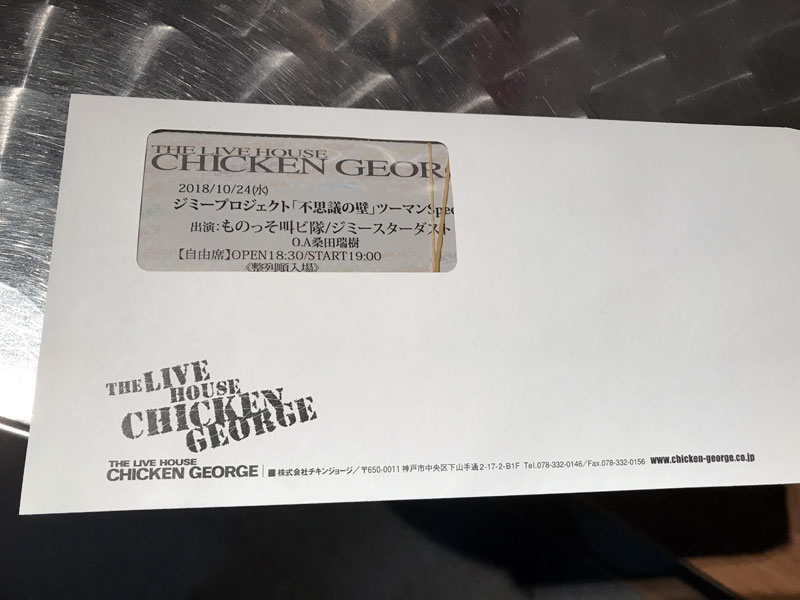 THE LIVE HOUSE
CHICKEN GEOR
2018/10/24(水)
ジミープロジェクト「不思議の壁」ツーマンSpe
出演:ものっそ叫ビ隊/ジミースターダスト
O.A桑田瑞樹
【自由席】OPEN18:30/START19:00
《整列順入場》
THE LIVE
HOUSE
CHICKEN
GEORGE
THE LIVE HOUSE
CHICKEN GEORGE
■ 株式会社チキンジョージ/〒650-0011 神戸市中央区下山手通2-17-2-B1F Tel.078-332-0146/Fax.078-332-0156 www.chicken-george.co.jp